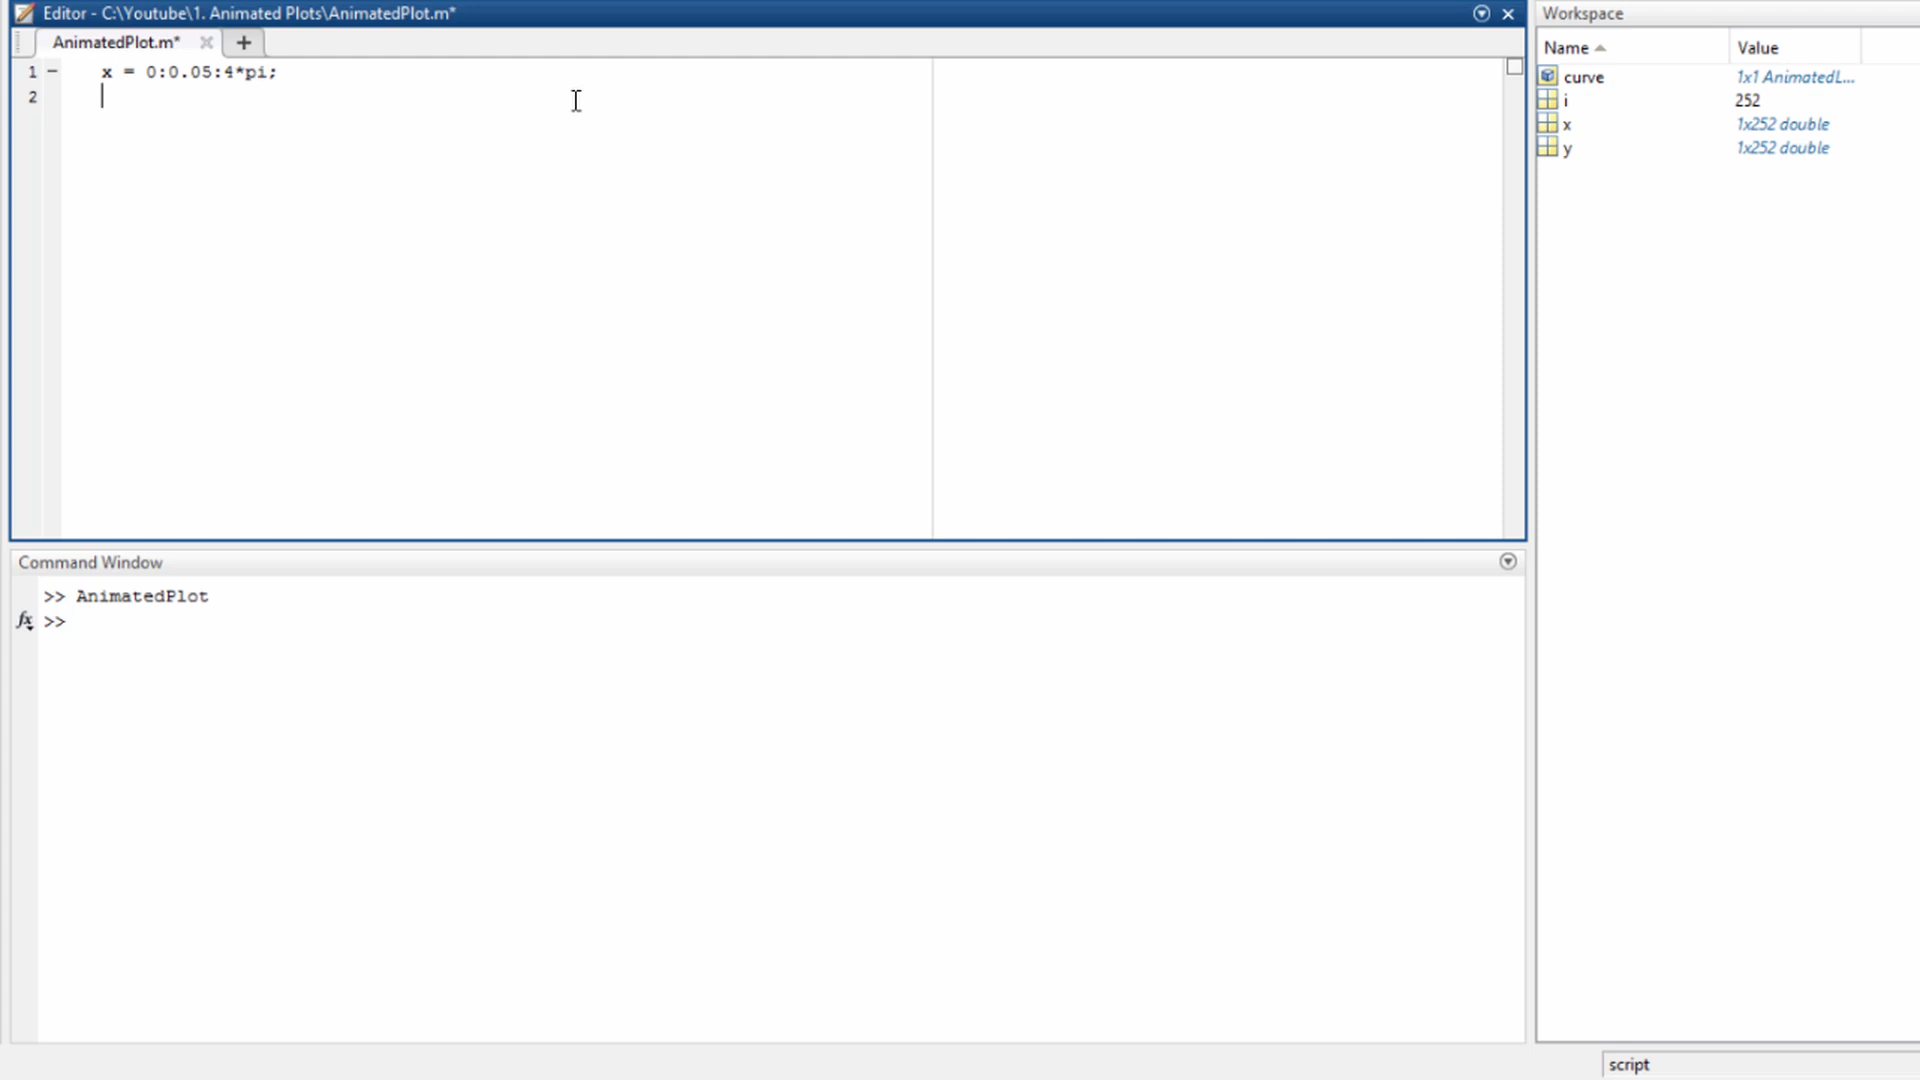 Editor - C:\Youtube\1. Animated Plots\AnimatedPlot.m*
AnimatedPlot.m*
1 x = 0:0.05:4*pi;
2
Command Window
>> AnimatedPlot
fx >>
Workspace
Name Value
curve 1x1 AnimatedL...
i 252
x 1x252 double
y 1x252 double
script